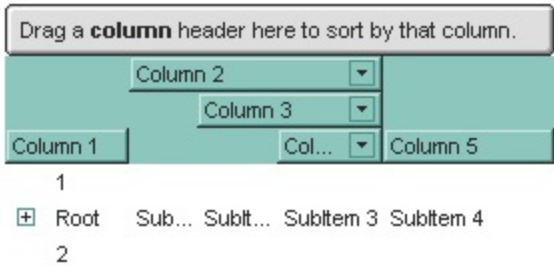 Drag a column header here to sort by that column.
Column 2
Column 3
Column 1 Col... Column 5
1
Root Sub... SubIt... SubItem 3 SubItem 4
2